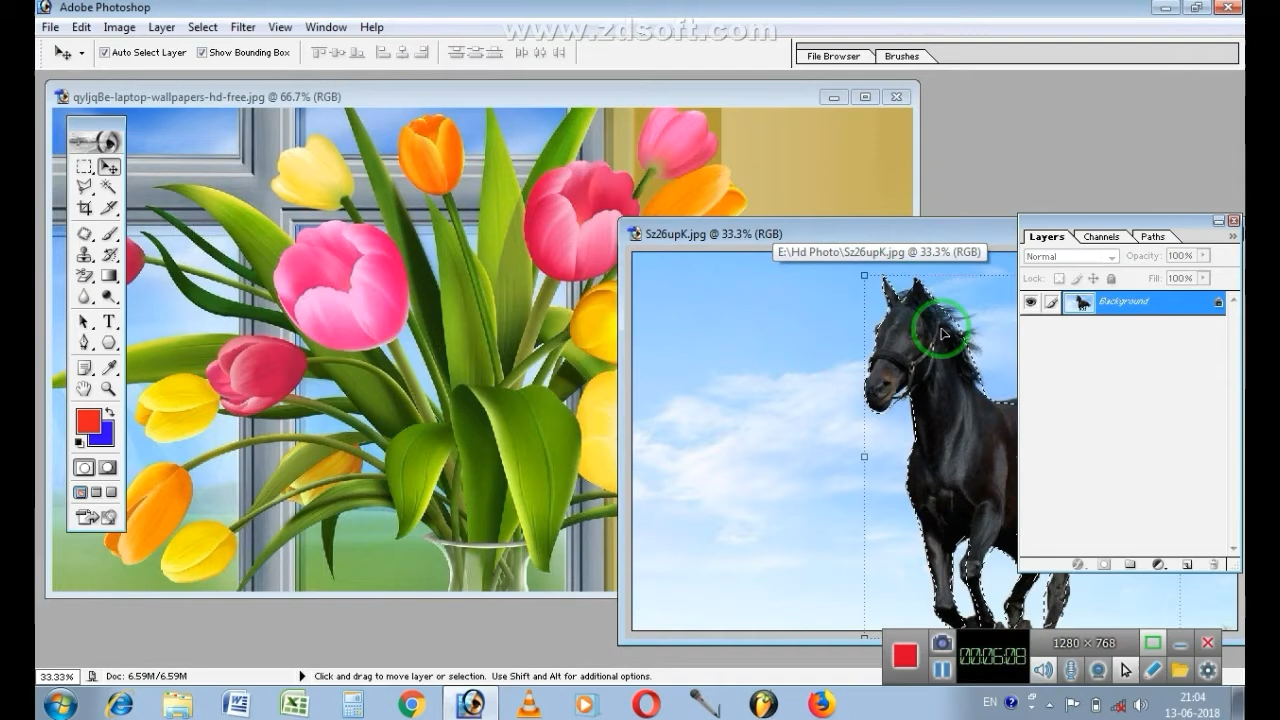 Adobe Photoshop
www.zdsoft.com
File Edit Image Layer Select Filter View Window Help
Auto Select Layer Show Bounding Box
File Browser Brushes
qyljqBe-laptop-wallpapers-hd-free.jpg @ 66.7% (RGB)
Sz26upK.jpg @ 33.3% (RGB)
E:\Hd Photo\Sz26upK.jpg @ 33.3% (RGB)
Layers Channels Paths
Normal Opacity: 100%
Lock: Fill: 100%
Background
T
1280 × 768
00:06:08
33.33% Doc: 6.59M/6.59M Click and drag to move layer or selection. Use Shift and Alt for additional options.
EN 21:04
13-06-2018